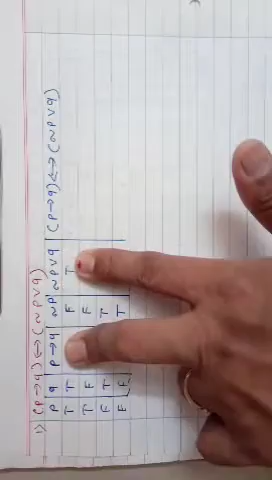 1) (p→q) ⇔ (~p∨q)
p q p→q ~p ~p∨q (p→q) ⇔ (~p∨q)
T T F T
T F F
F T T
F F T